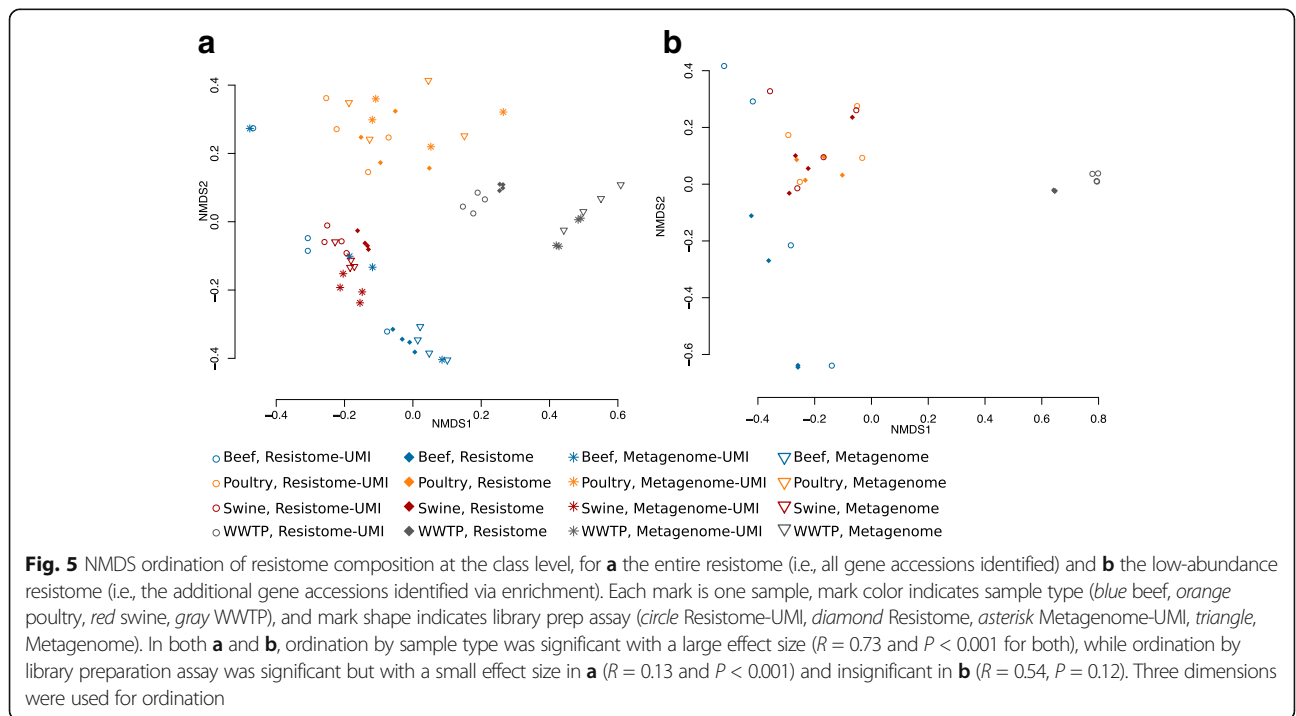 a
b
0.4
0.2
0.0
−0.2
−0.4
NMDS2
−0.4
−0.2
0.0
0.2
0.4
0.6
NMDS1
0.4
0.2
0.0
−0.2
−0.4
−0.6
NMDS2
−0.4
−0.2
0.0
0.2
0.4
0.6
0.8
NMDS1
Beef, Resistome-UMI
Beef, Resistome
Beef, Metagenome-UMI
Beef, Metagenome
Poultry, Resistome-UMI
Poultry, Resistome
Poultry, Metagenome-UMI
Poultry, Metagenome
Swine, Resistome-UMI
Swine, Resistome
Swine, Metagenome-UMI
Swine, Metagenome
WWTP, Resistome-UMI
WWTP, Resistome
WWTP, Metagenome-UMI
WWTP, Metagenome
Fig. 5 NMDS ordination of resistome composition at the class level, for a the entire resistome (i.e., all gene accessions identified) and b the low-abundance
resistome (i.e., the additional gene accessions identified via enrichment). Each mark is one sample, mark color indicates sample type (blue beef, orange
poultry, red swine, gray WWTP), and mark shape indicates library prep assay (circle Resistome-UMI, diamond Resistome, asterisk Metagenome-UMI, triangle,
Metagenome). In both a and b, ordination by sample type was significant with a large effect size (R = 0.73 and P < 0.001 for both), while ordination by
library preparation assay was significant but with a small effect size in a (R = 0.13 and P < 0.001) and insignificant in b (R = 0.54, P = 0.12). Three dimensions
were used for ordination